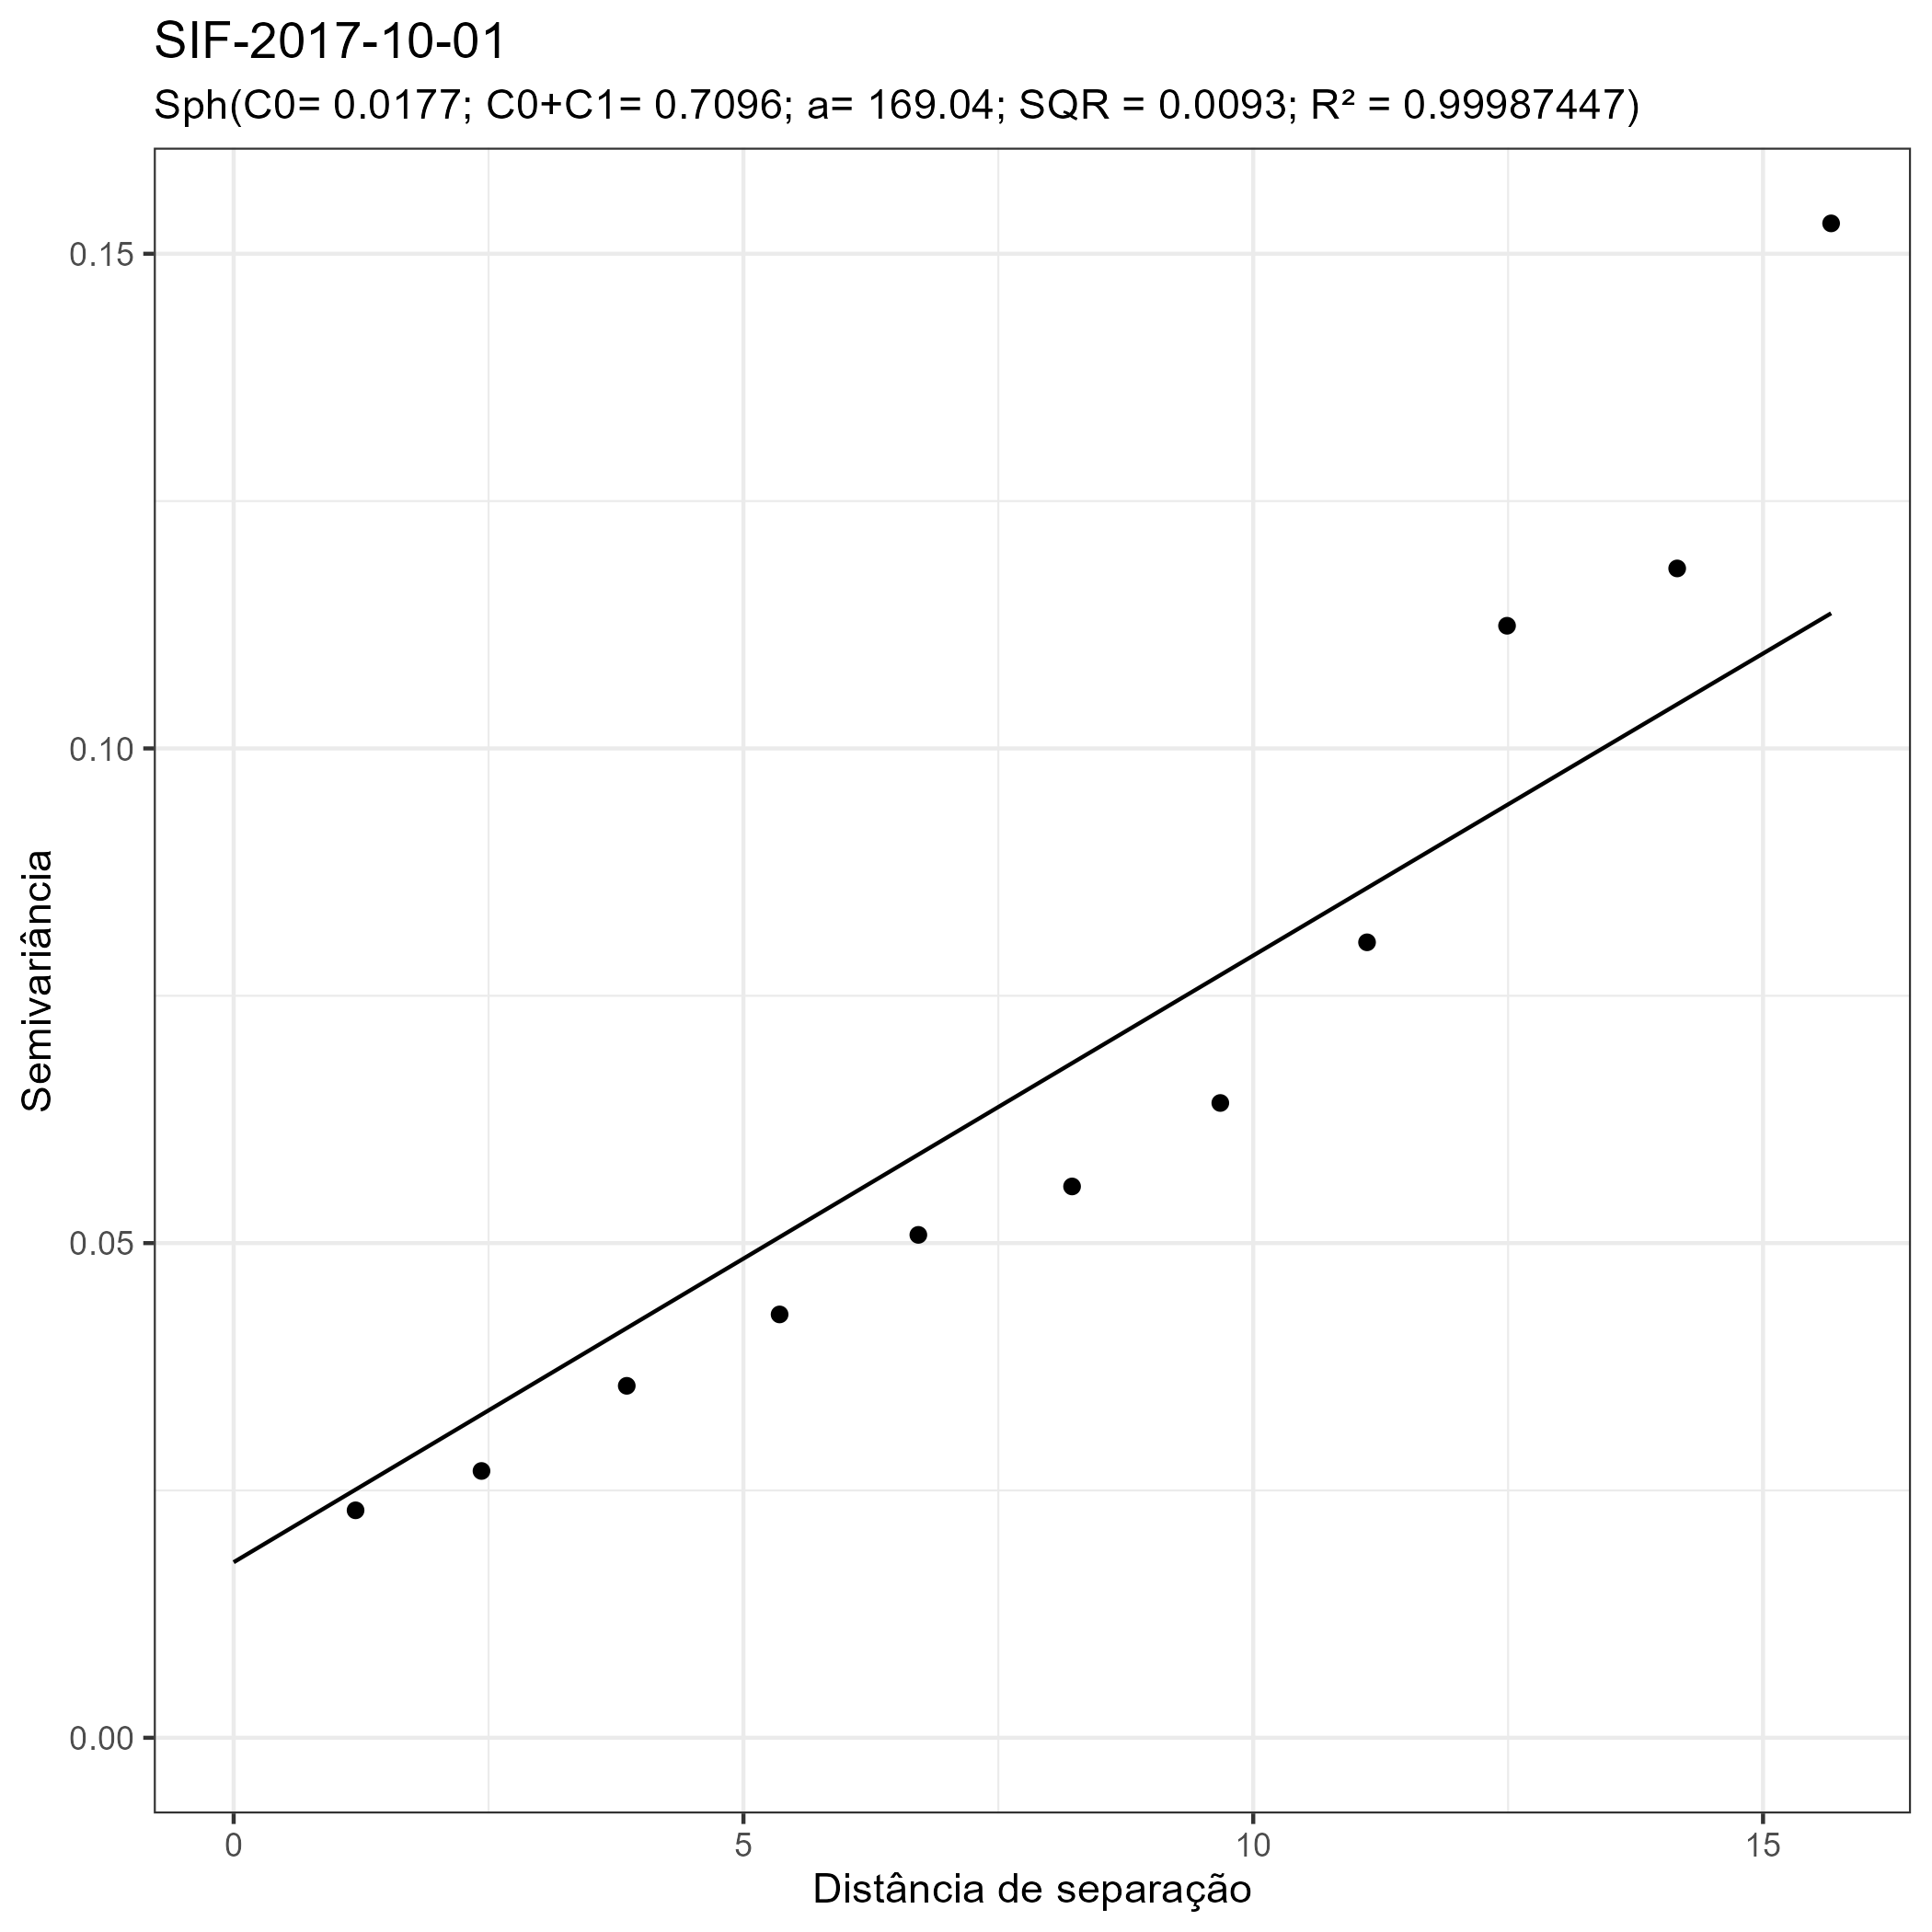 SIF-2017-10-01
Sph(C0= 0.0177; C0+C1= 0.7096; a= 169.04; SQR = 0.0093; R² = 0.99987447)
0.15
0.10
0.05
0.00
Semivariância
0 5 10 15
Distância de separação